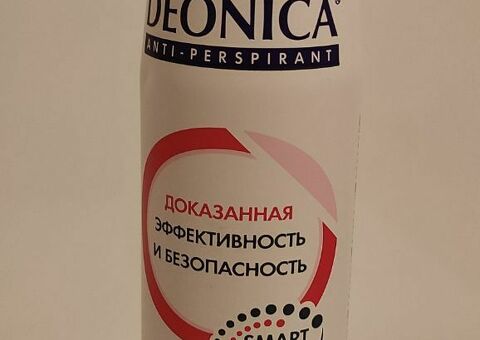 DEONICA®
ANTI-PERSPIRANT
ДОКАЗАННАЯ
ЭФФЕКТИВНОСТЬ
И БЕЗОПАСНОСТЬ
SMART